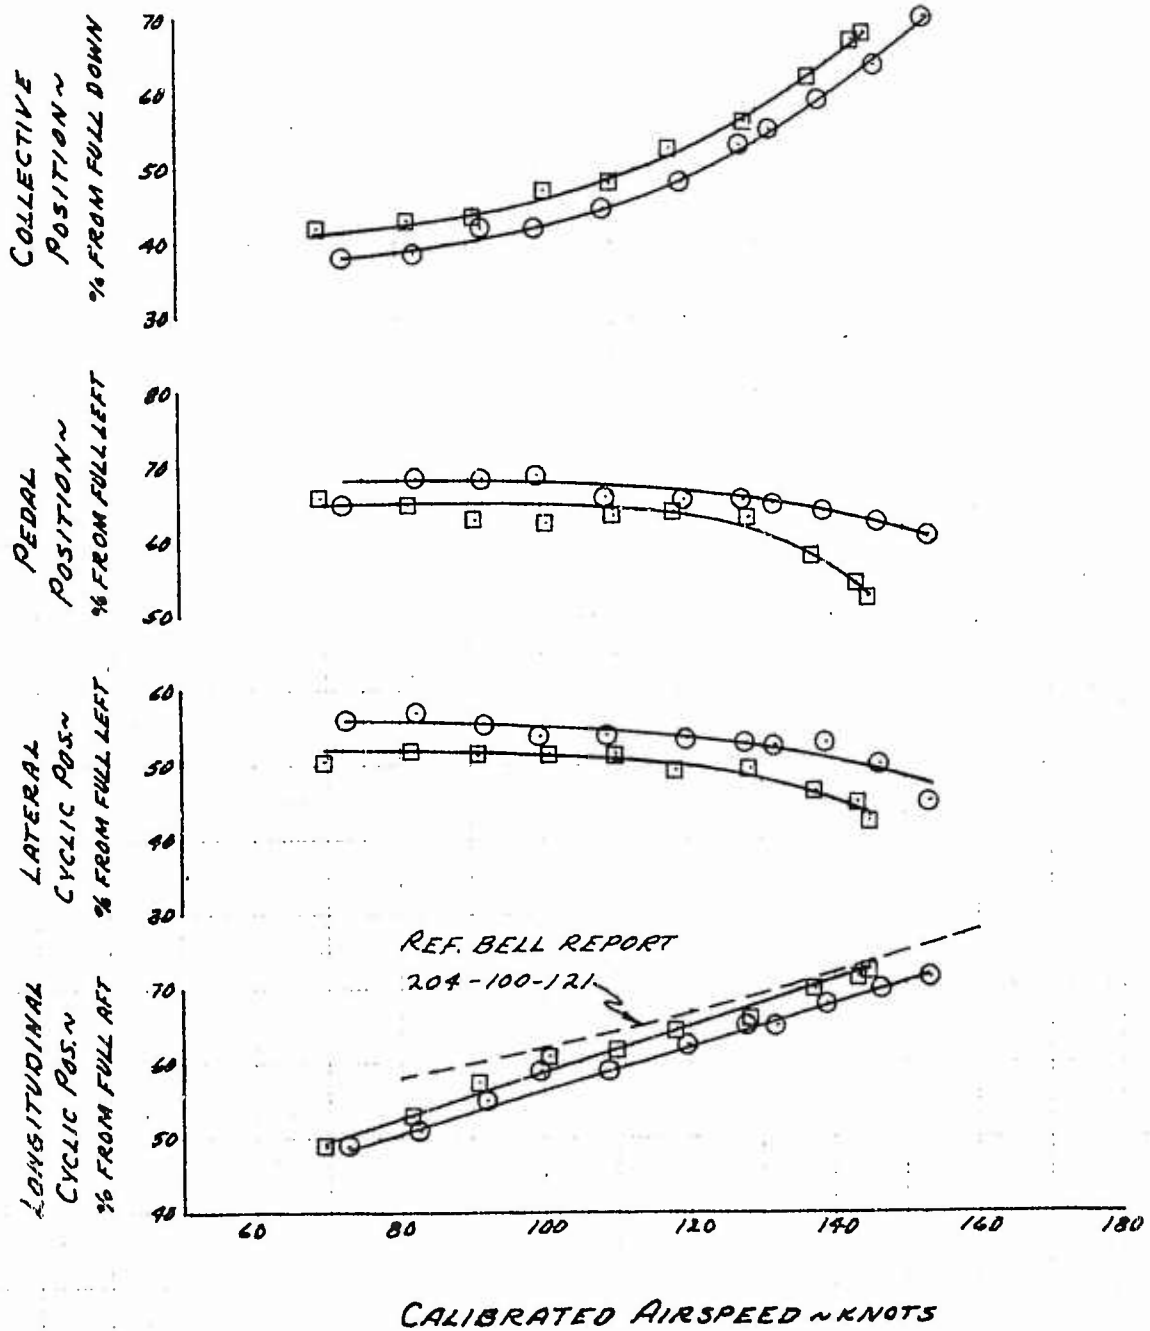 COLLECTIVE
POSITION ~
% FROM FULL DOWN
70
60
50
40
30
PEDAL
POSITION ~
% FROM FULL LEFT
80
70
60
50
LATERAL
CYCLIC POS.~
% FROM FULL LEFT
60
50
40
30
REF. BELL REPORT
204-100-121
LONGITUDINAL
CYCLIC POS.~
% FROM FULL AFT
70
60
50
40
60 80 100 120 140 160 180
CALIBRATED AIRSPEED ~ KNOTS